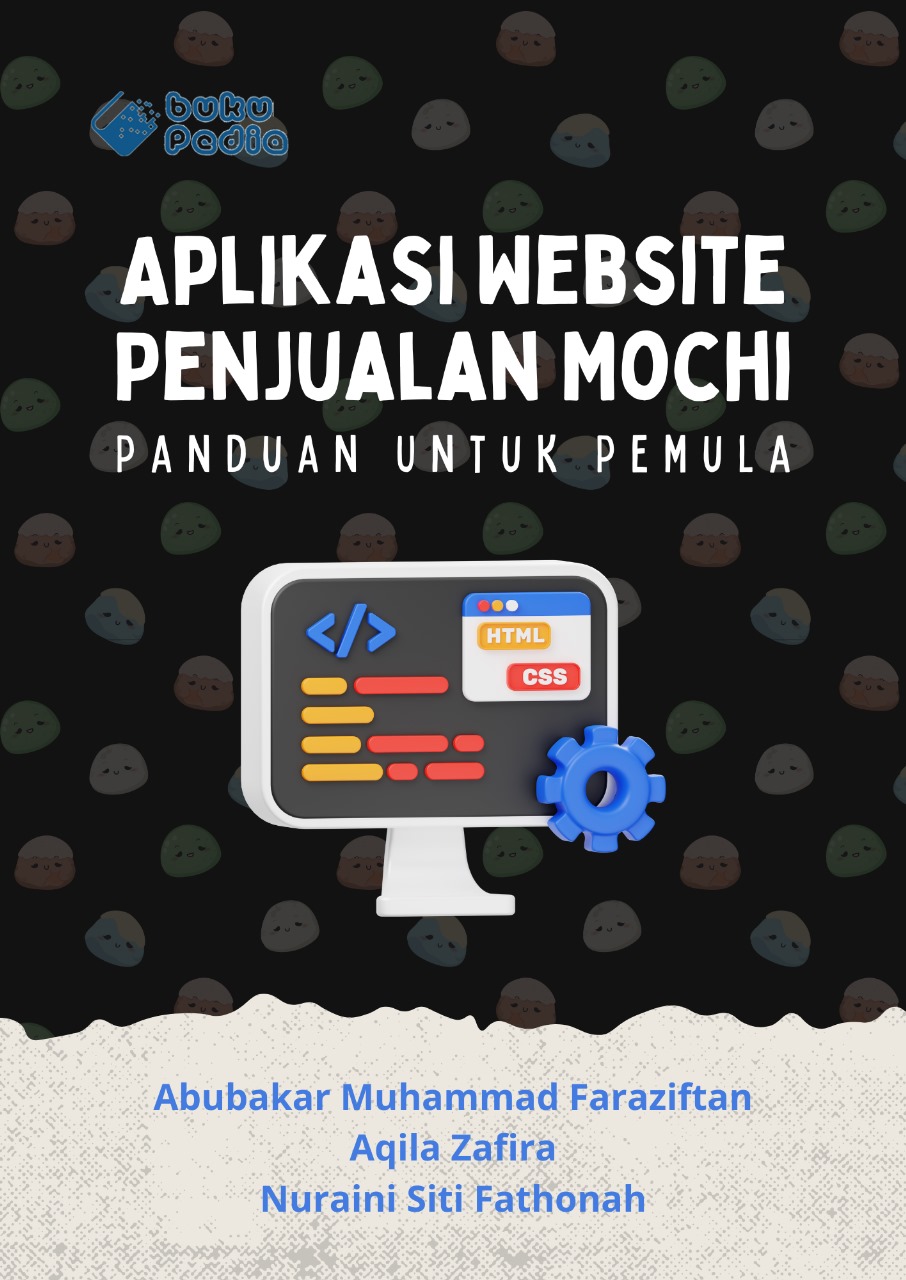 buku
Pedia
APLIKASI WEBSITE
PENJUALAN MOCHI
PANDUAN UNTUK PEMULA
</>
HTML
CSS
Abubakar Muhammad Faraziftan
Aqila Zafira
Nuraini Siti Fathonah